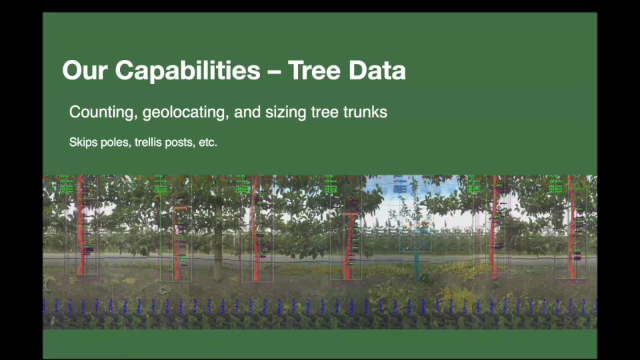 Our Capabilities – Tree Data
Counting, geolocating, and sizing tree trunks
Skips poles, trellis posts, etc.